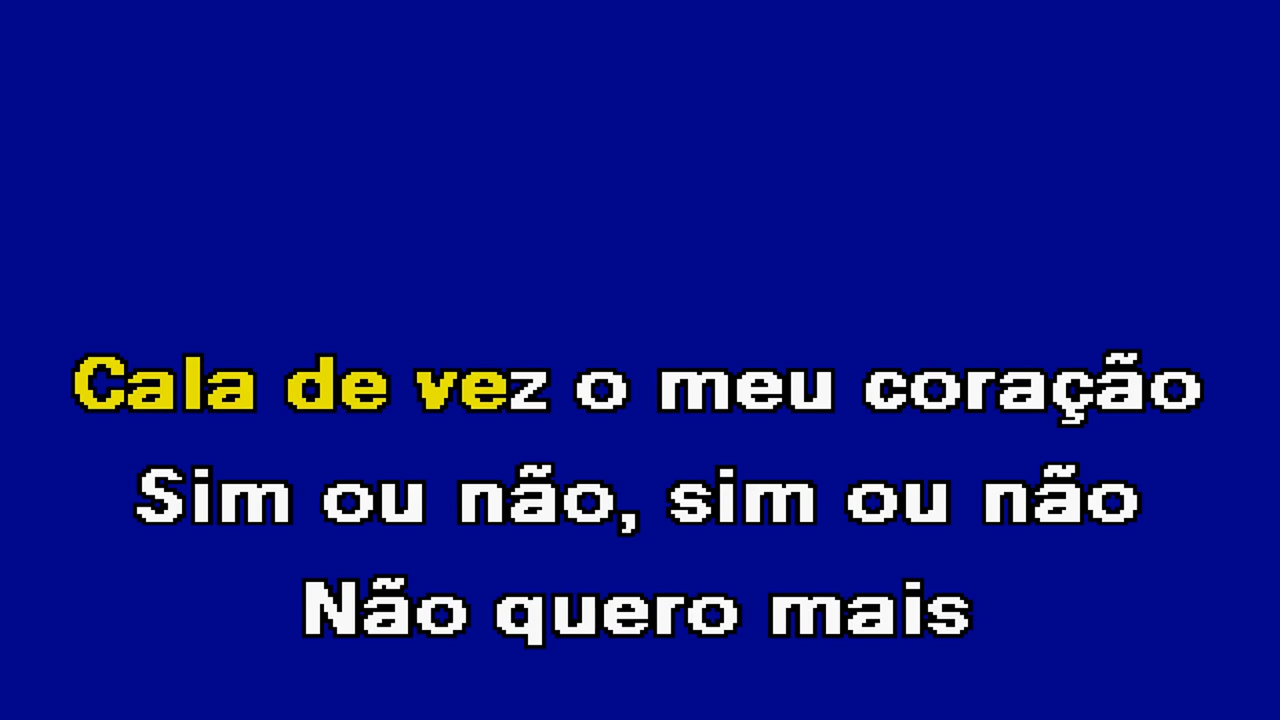 Cala de vez o meu coração
Sim ou não, sim ou não
Não quero mais